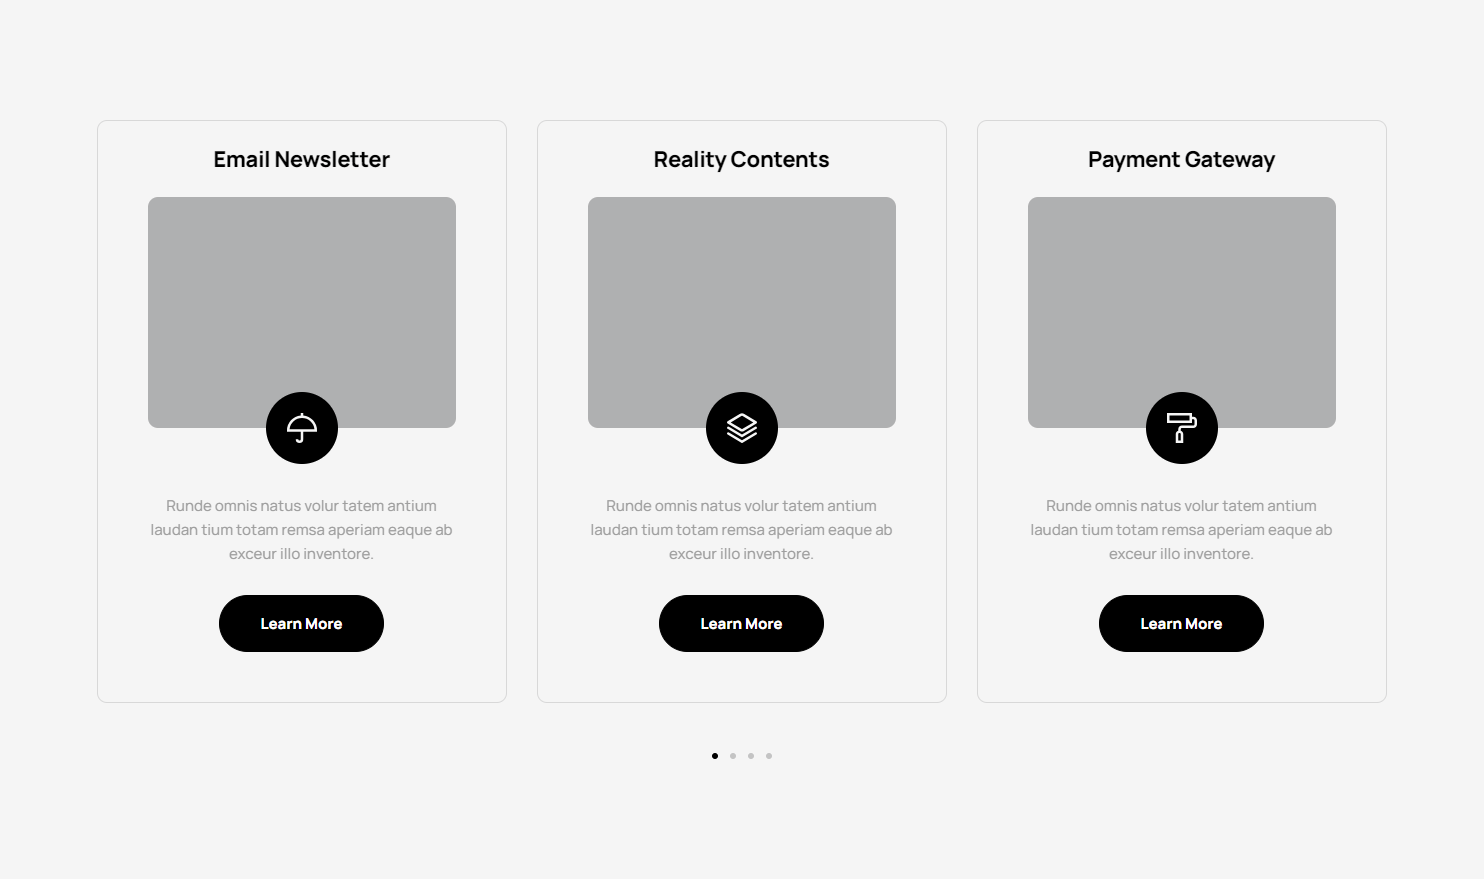 Email Newsletter
Runde omnis natus volur tatem antium
laudan tium totam remsa aperiam eaque ab
exceur illo inventore.
Learn More
Reality Contents
Runde omnis natus volur tatem antium
laudan tium totam remsa aperiam eaque ab
exceur illo inventore.
Learn More
Payment Gateway
Runde omnis natus volur tatem antium
laudan tium totam remsa aperiam eaque ab
exceur illo inventore.
Learn More